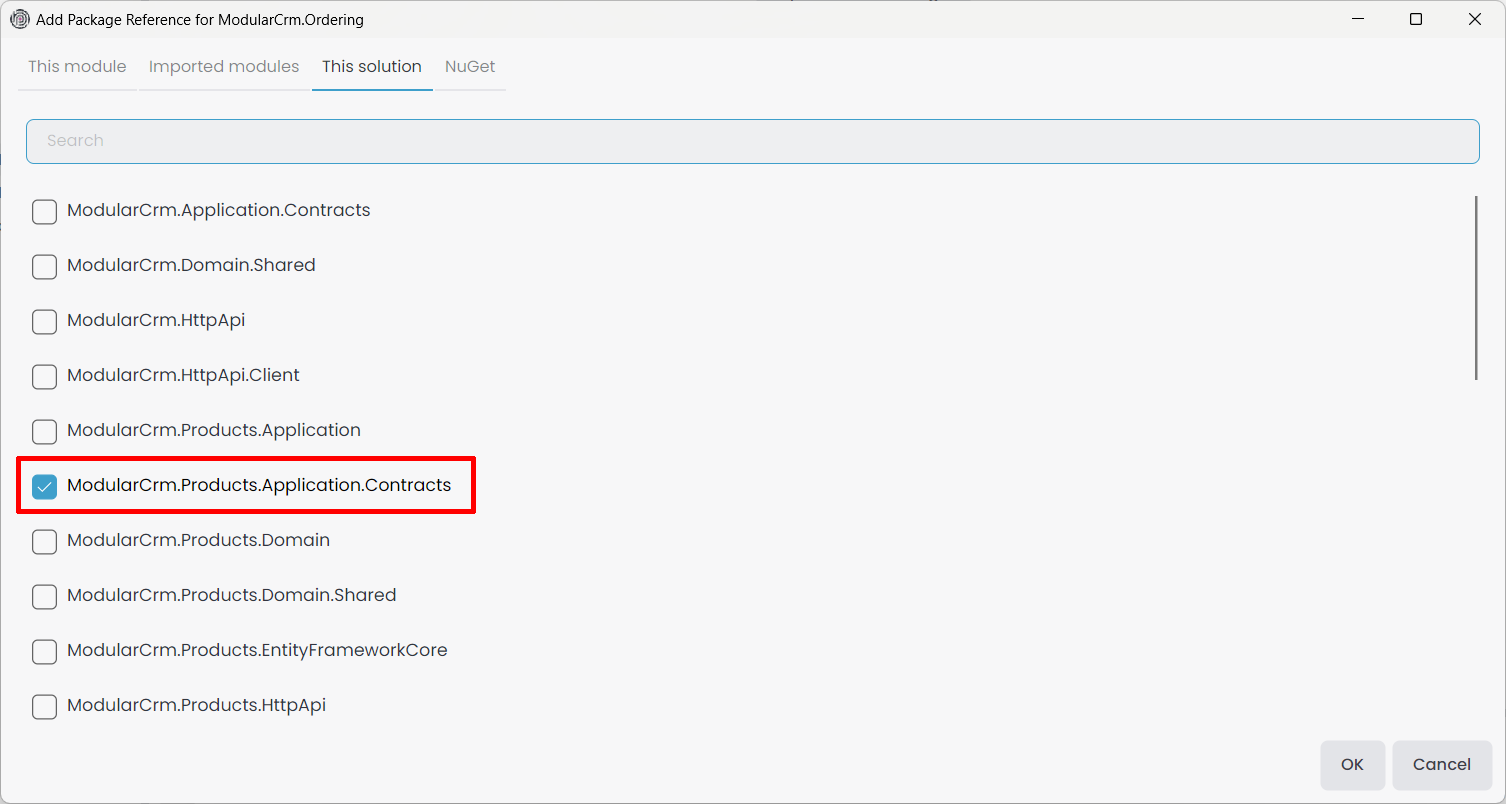 Add Package Reference for ModularCrm.Ordering
This module Imported modules This solution NuGet
Search
ModularCrm.Application.Contracts
ModularCrm.Domain.Shared
ModularCrm.HttpApi
ModularCrm.HttpApi.Client
ModularCrm.Products.Application
ModularCrm.Products.Application.Contracts
ModularCrm.Products.Domain
ModularCrm.Products.Domain.Shared
ModularCrm.Products.EntityFrameworkCore
ModularCrm.Products.HttpApi
OK Cancel